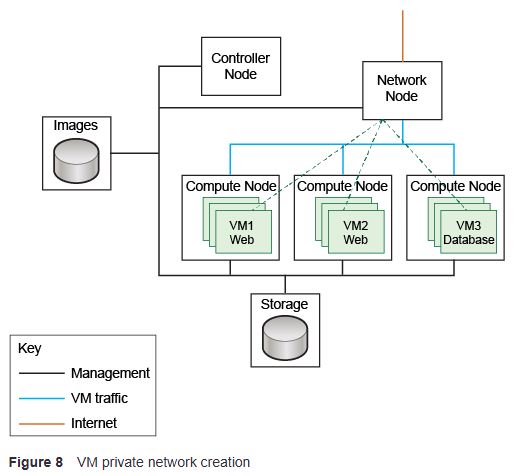 Controller
Node
Network
Node
Images
Compute Node
Compute Node
Compute Node
VM1
Web
VM2
Web
VM3
Database
Storage
Key
Management
VM traffic
Internet
Figure 8 VM private network creation